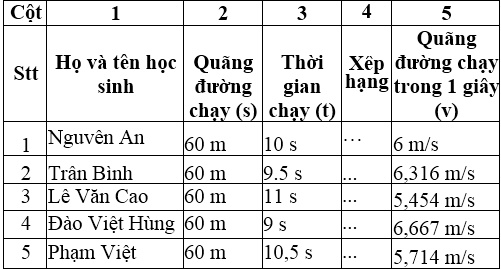 Cột 1 2 3 4 5
Stt Họ và tên học sinh Quãng đường chạy (s) Thời gian chạy (t) Xêp hạng Quãng đường chạy trong 1 giây (v)
1 Nguyên An 60 m 10 s … 6 m/s
2 Trân Bình 60 m 9.5 s ... 6,316 m/s
3 Lê Văn Cao 60 m 11 s ... 5,454 m/s
4 Đào Việt Hùng 60 m 9 s ... 6,667 m/s
5 Phạm Việt 60 m 10,5 s ... 5,714 m/s